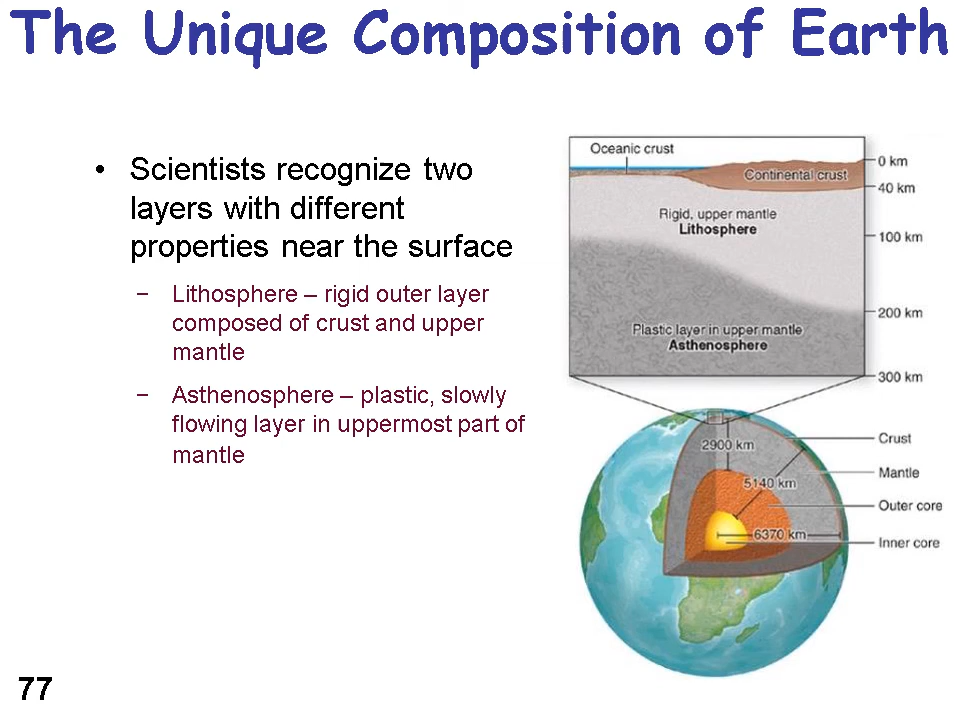 The Unique Composition of Earth
• Scientists recognize two
layers with different
properties near the surface
− Lithosphere – rigid outer layer
composed of crust and upper
mantle
− Asthenosphere – plastic, slowly
flowing layer in uppermost part of
mantle
Oceanic crust
Continental crust
Rigid, upper mantle
Lithosphere
Plastic layer in upper mantle
Asthenosphere
0 km
40 km
100 km
200 km
300 km
2900 km
5140 km
6370 km
Crust
Mantle
Outer core
Inner core
77